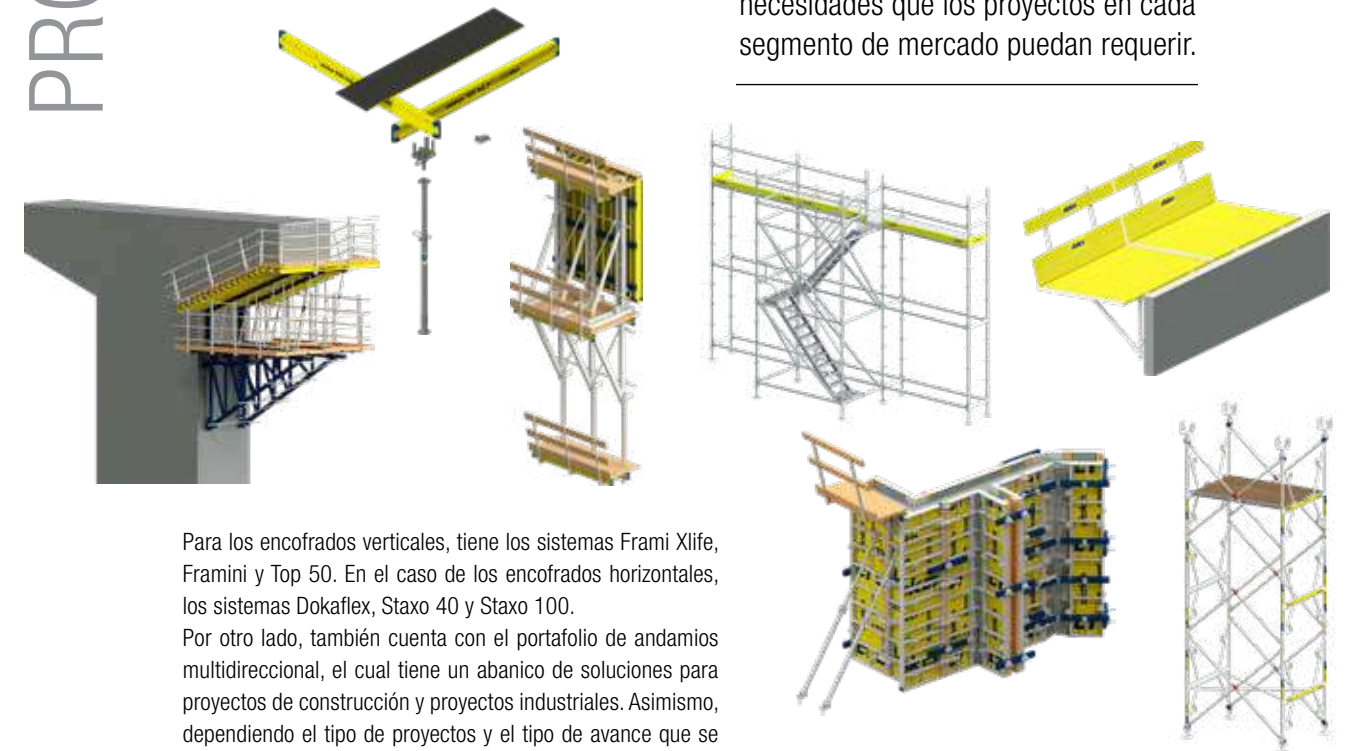 PRO
necesidades que los proyectos en cada
segmento de mercado puedan requerir.
Para los encofrados verticales, tiene los sistemas Frami Xlife,
Framini y Top 50. En el caso de los encofrados horizontales,
los sistemas Dokaflex, Staxo 40 y Staxo 100.
Por otro lado, también cuenta con el portafolio de andamios
multidireccional, el cual tiene un abanico de soluciones para
proyectos de construcción y proyectos industriales. Asimismo,
dependiendo el tipo de proyectos y el tipo de avance que se